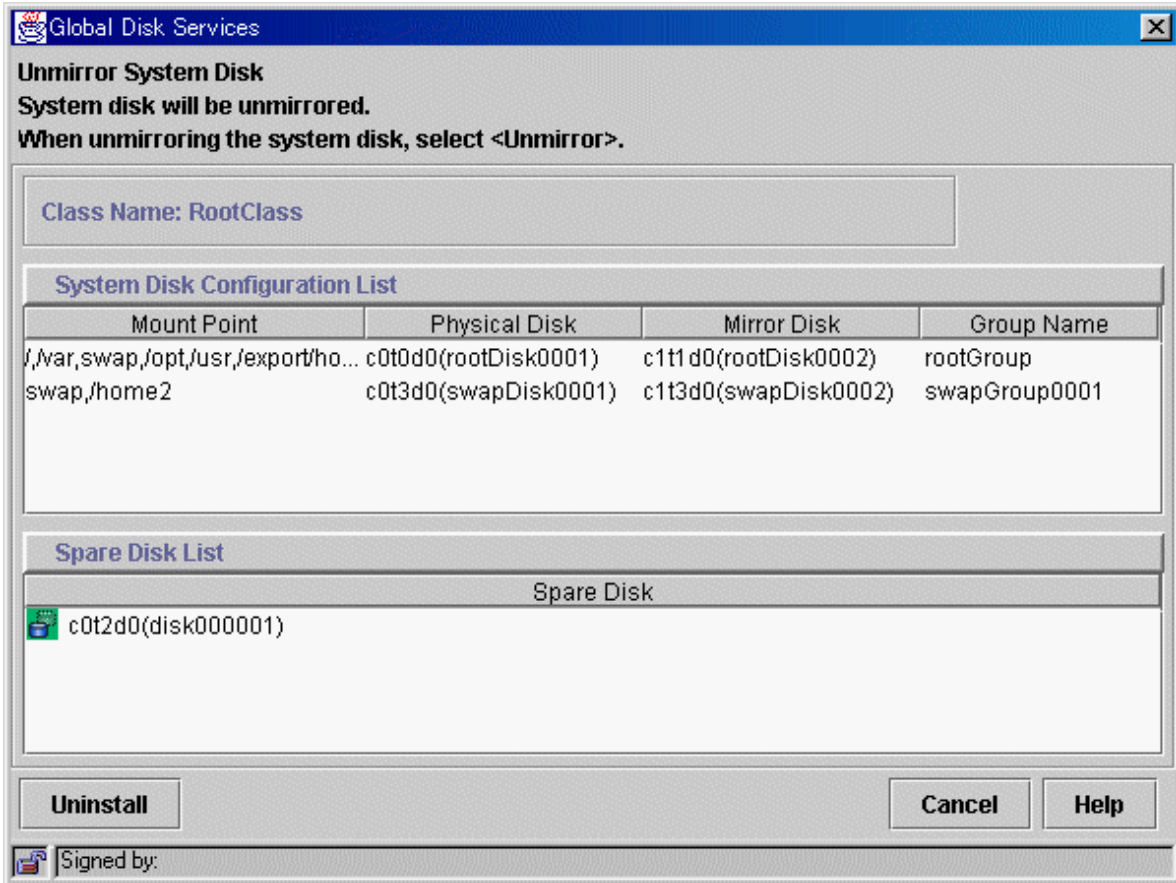 Global Disk Services
Unmirror System Disk
System disk will be unmirrored.
When unmirroring the system disk, select <Unmirror>.
Class Name: RootClass
System Disk Configuration List
Mount Point Physical Disk Mirror Disk Group Name
/,/var,swap,/opt,/usr,/export/ho... c0t0d0(rootDisk0001) c1t1d0(rootDisk0002) rootGroup
swap,/home2 c0t3d0(swapDisk0001) c1t3d0(swapDisk0002) swapGroup0001
Spare Disk List
Spare Disk
c0t2d0(disk000001)
Uninstall Cancel Help
Signed by: